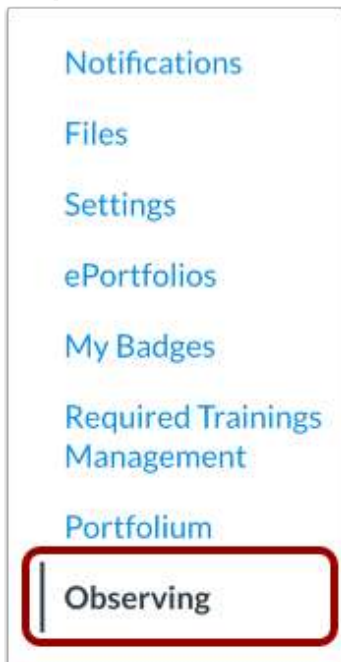 Notifications
Files
Settings
ePortfolios
My Badges
Required Trainings
Management
Portfolium
Observing